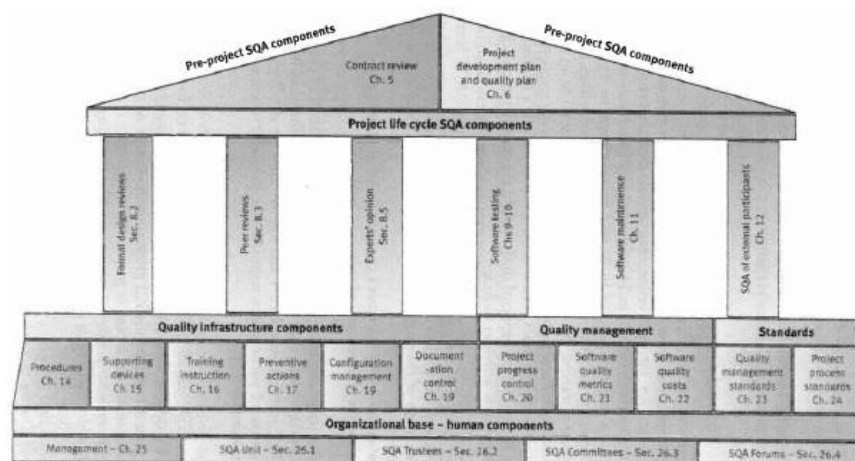 Pre-project SQA components
Pre-project SQA components
Contract review
Ch. 5
Project
development plan
and quality plan
Ch. 6
Project life cycle SQA components
Formal design reviews
Sec. 8.2
Peer reviews
Sec. 8.3
Experts' opinion
Sec. 8.5
Software testing
Chs 9–10
Software maintenance
Ch. 11
SQA of external participants
Ch. 12
Quality infrastructure components
Quality management
Standards
Procedures
Ch. 14
Supporting
devices
Ch. 15
Training
instruction
Ch. 16
Preventive
actions
Ch. 17
Configuration
management
Ch. 19
Document
-ation
control
Ch. 19
Project
progress
control
Ch. 20
Software
quality
metrics
Ch. 21
Software
quality
costs
Ch. 22
Quality
management
standards
Ch. 23
Project
process
standards
Ch. 24
Organizational base – human components
Management – Ch. 25
SQA Unit – Sec. 26.1
SQA Trustees – Sec. 26.2
SQA Committees – Sec. 26.3
SQA Forums – Sec. 26.4